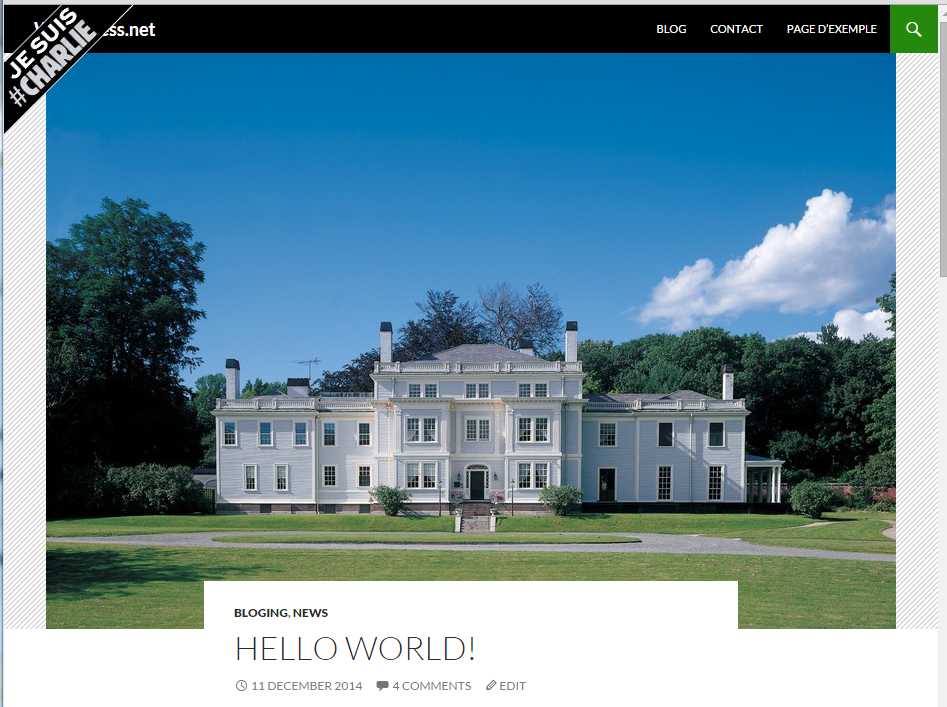 JE SUIS
#CHARLIE
ess.net
BLOG CONTACT PAGE D'EXEMPLE
BLOGING, NEWS
HELLO WORLD!
11 DECEMBER 2014 4 COMMENTS EDIT